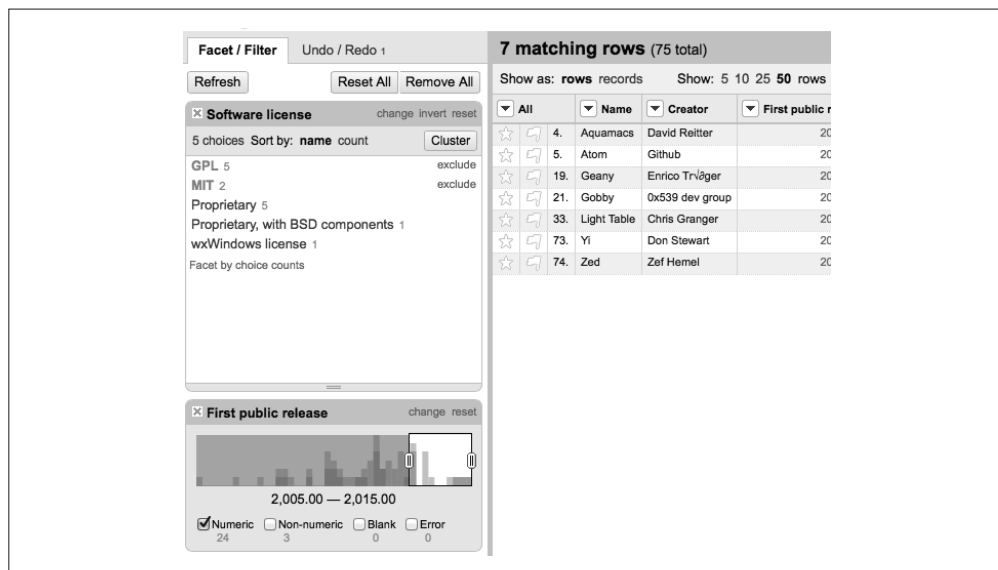 Facet / Filter Undo / Redo 1
Refresh Reset All Remove All
Software license change invert reset
5 choices Sort by: name count Cluster
GPL 5 exclude
MIT 2 exclude
Proprietary 5
Proprietary, with BSD components 1
wxWindows license 1
Facet by choice counts
First public release change reset
2,005.00 — 2,015.00
Numeric Non-numeric Blank Error
24 3 0 0
7 matching rows (75 total)
Show as: rows records Show: 5 10 25 50 rows
All Name Creator First public r
4. Aquamacs David Reitter 20
5. Atom Github 20
19. Geany Enrico Tr√∂ger 20
21. Gobby 0x539 dev group 20
33. Light Table Chris Granger 20
73. Yi Don Stewart 20
74. Zed Zef Hemel 20